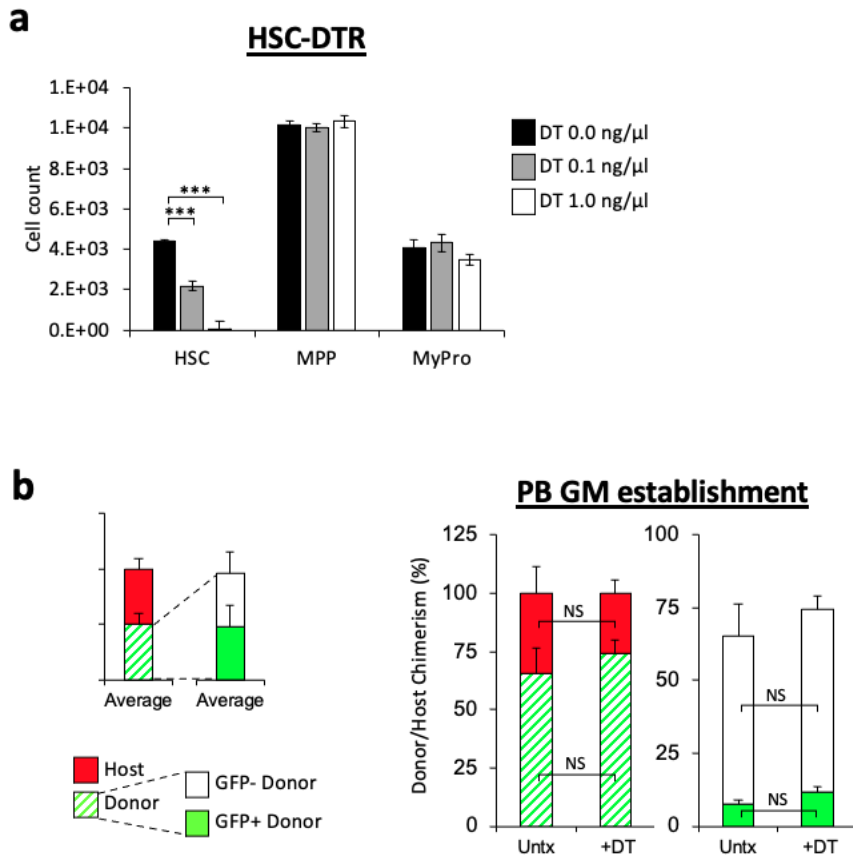 a
HSC-DTR
Cell count
1.E+04
1.E+04
8.E+03
6.E+03
4.E+03
2.E+03
0.E+00
***
***
HSC
MPP
MyPro
DT 0.0 ng/µl
DT 0.1 ng/µl
DT 1.0 ng/µl
b
Average
Average
Host
Donor
GFP- Donor
GFP+ Donor
PB GM establishment
Donor/Host Chimerism (%)
125
100
75
50
25
0
NS
NS
Untx
+DT
100
75
50
25
0
NS
NS
Untx
+DT